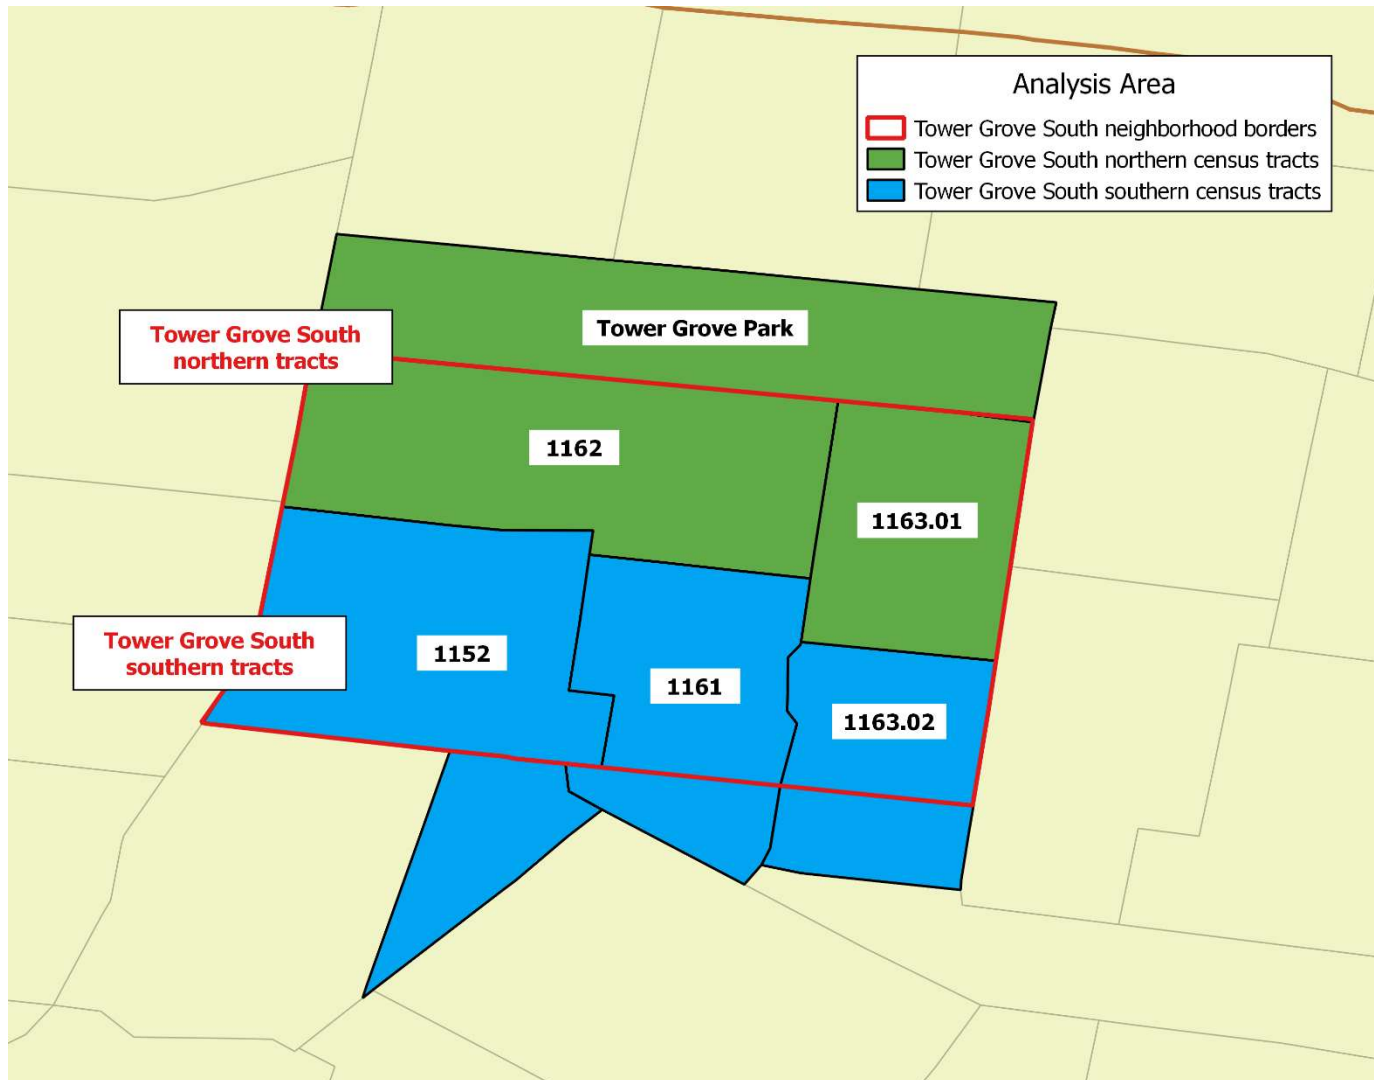 Analysis Area
Tower Grove South neighborhood borders
Tower Grove South northern census tracts
Tower Grove South southern census tracts
Tower Grove Park
Tower Grove South
northern tracts
1162
1163.01
Tower Grove South
southern tracts
1152
1161
1163.02